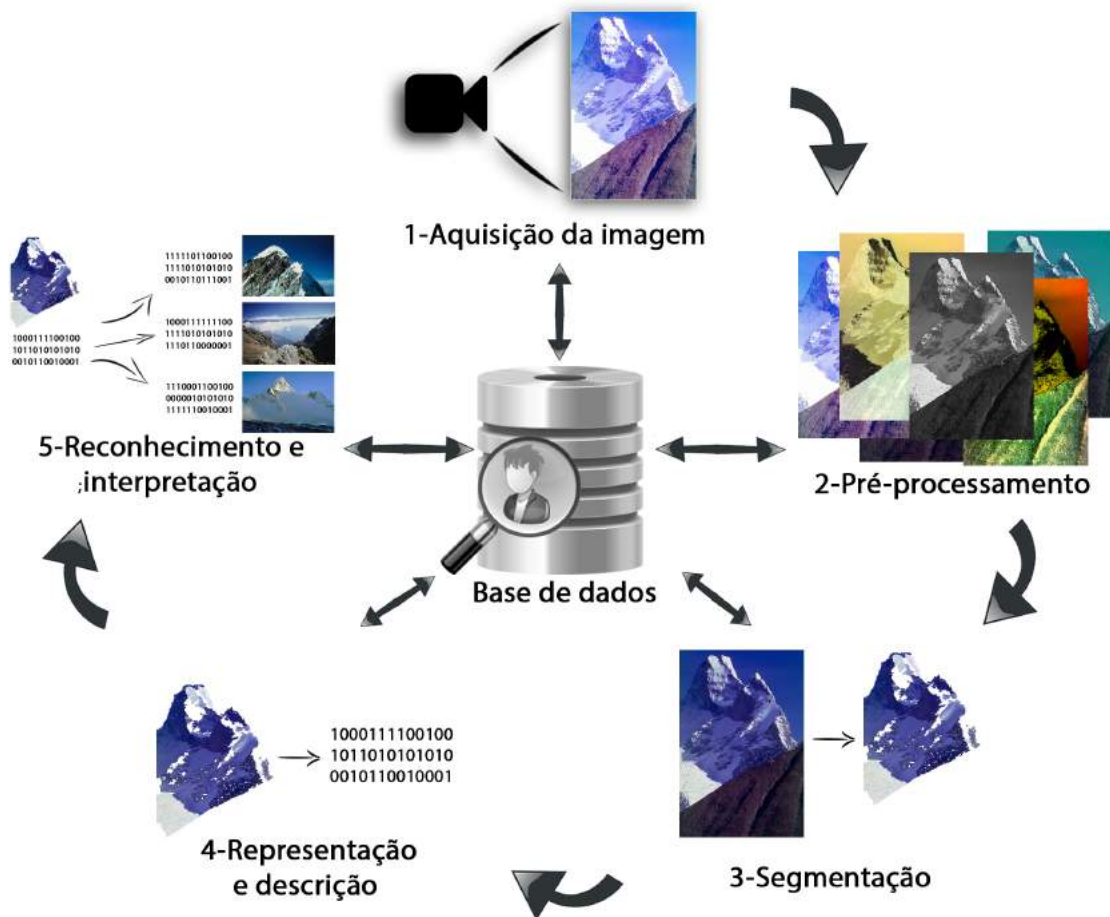 1-Aquisição da imagem
1111101100100
1111010101010
0010110111001
1000111100100
1011010101010
0010110010001
1000111111100
1111010101010
1110110000001
1110001100100
0000010101010
1111110010001
5-Reconhecimento e
;interpretação
2-Pré-processamento
Base de dados
1000111100100
1011010101010
0010110010001
4-Representação
e descrição
3-Segmentação